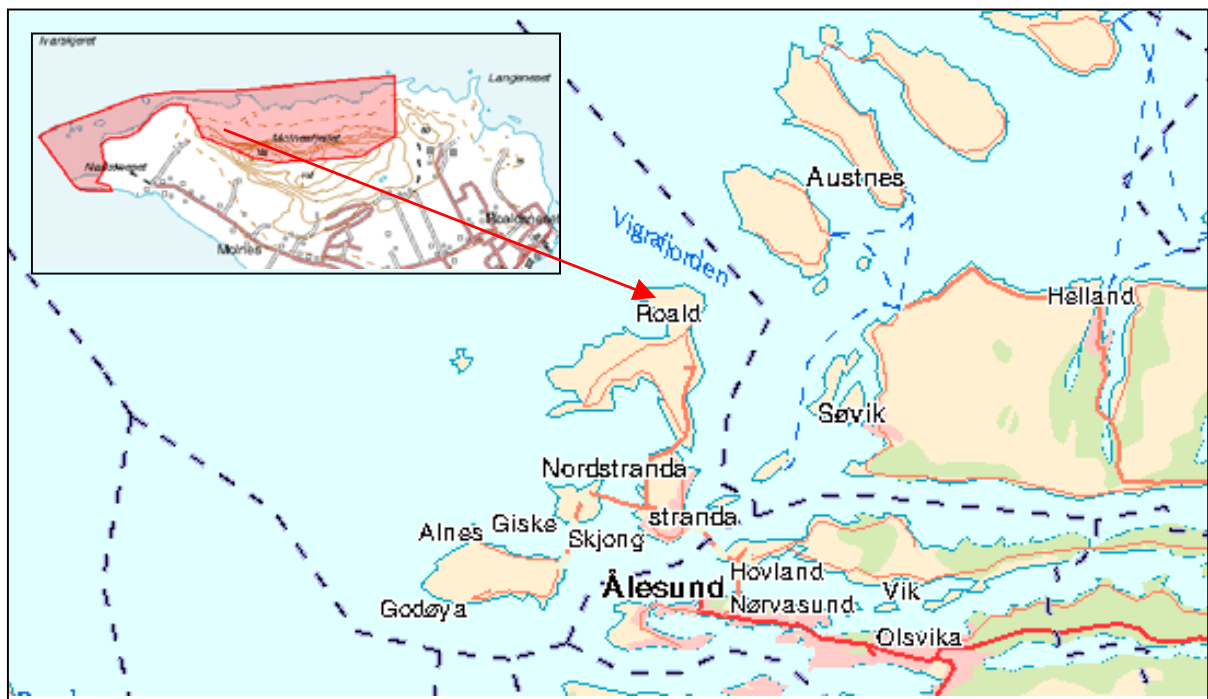 Ivarskjeret
Langeneset
Molnesfjellet
Molnes
Roaldsneset
Austnes
Vigrafjorden
Helland
Roald
Søvik
Nordstranda
stranda
Alnes
Giske
Skjong
Hovland
Ålesund
Vik
Godøya
Nørvasund
Olsvika